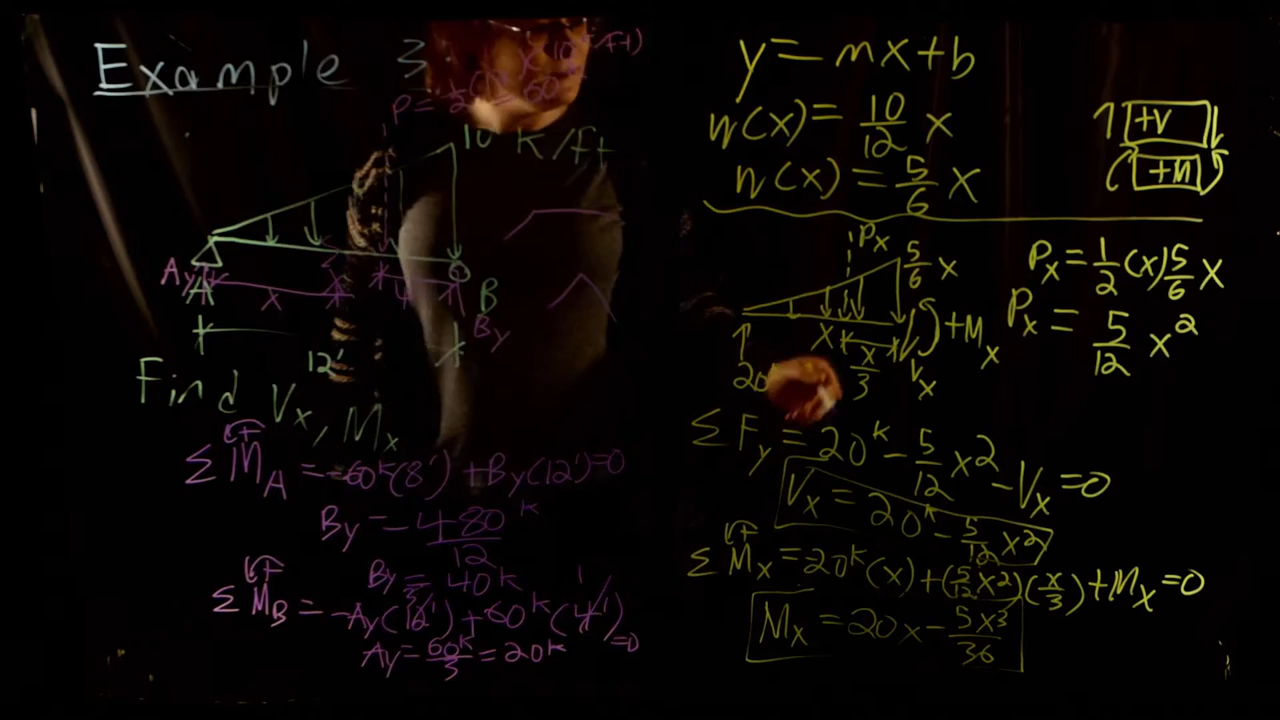 Example 3
10 K/ft
Ay
A
x
4
B
By
12'
Find Vx, Mx
ΣMA = -60k(8') + By(12') = 0
By = -480k/12
By = 40k
ΣMB = -Ay(12') + 60k(4') = 0
Ay = 60k/3 = 20k
y = mx + b
w(x) = 10/12 x
w(x) = 5/6 x
+V
+M
Px
5/6 x
x
x/3
Vx
+Mx
Px = 1/2 (x) 5/6 x
Px = 5/12 x²
ΣFy = 20k - 5/12 x² - Vx = 0
Vx = 20k - 5/12 x²
ΣMx = 20k(x) + (5/12 x²)(x/3) + Mx = 0
Mx = 20x - 5x³/36